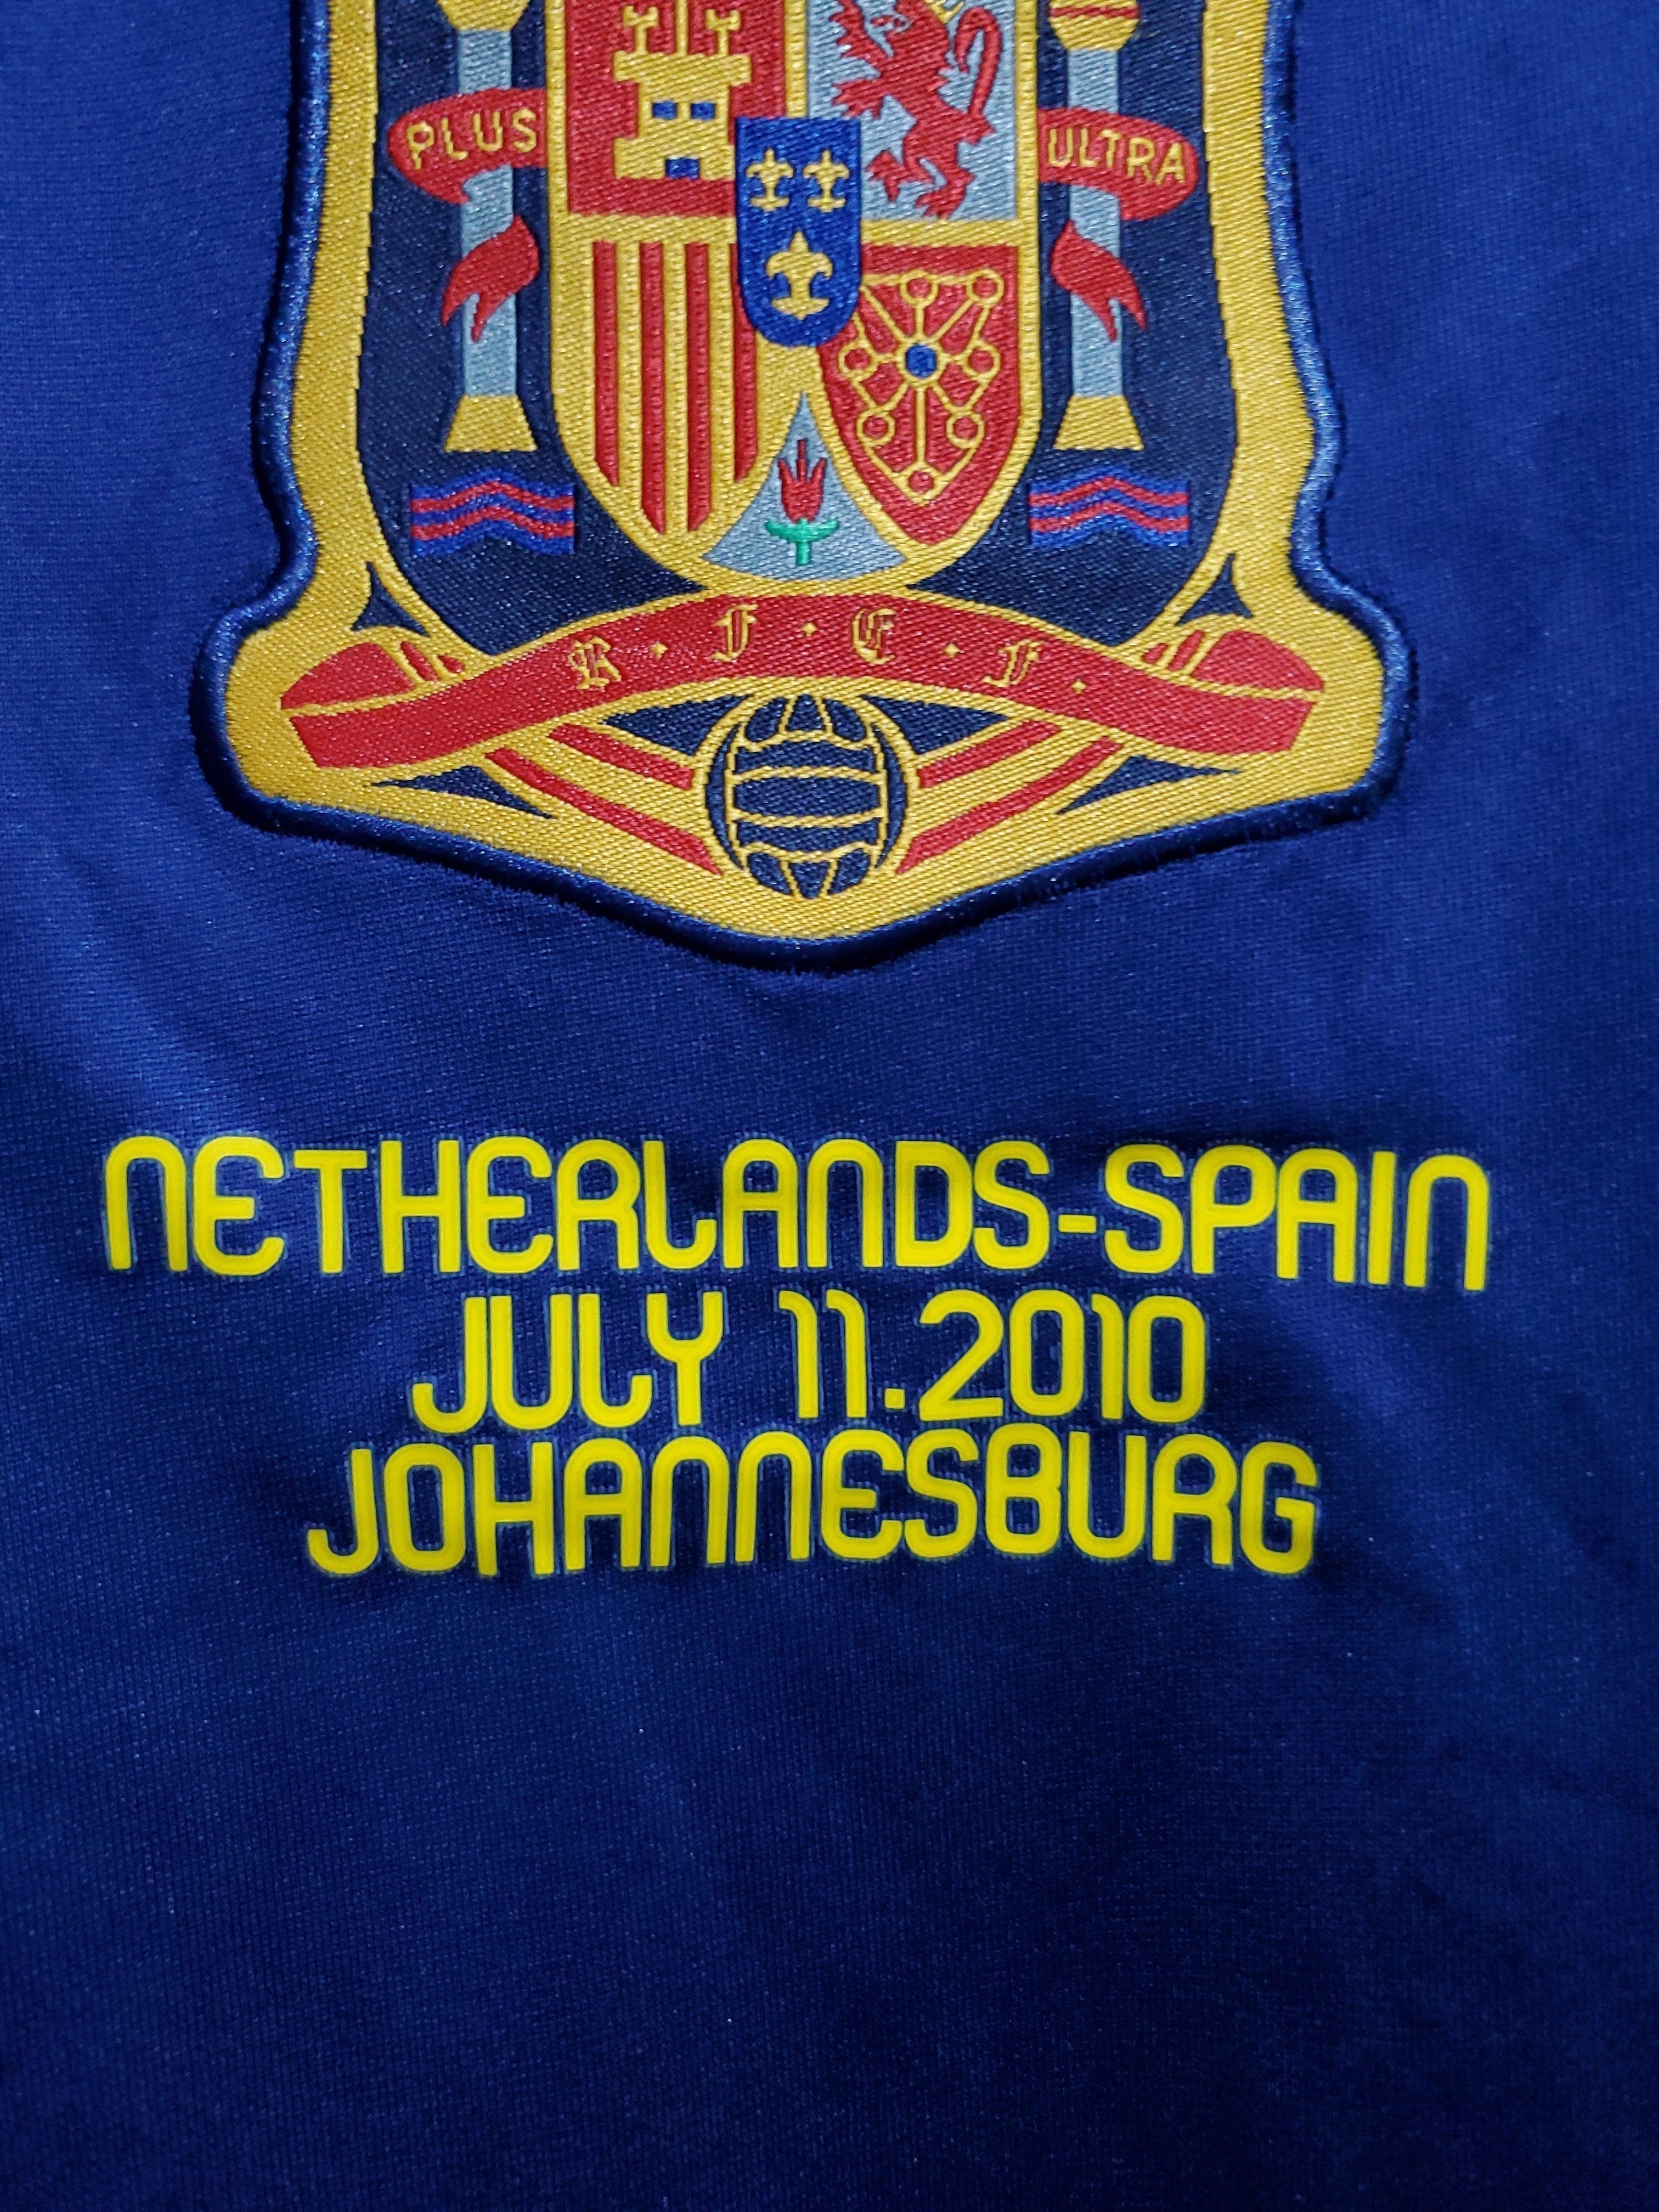 PLUS ULTRA
R · F · E · F ·
NETHERLANDS-SPAIN
JULY 11.2010
JOHANNESBURG